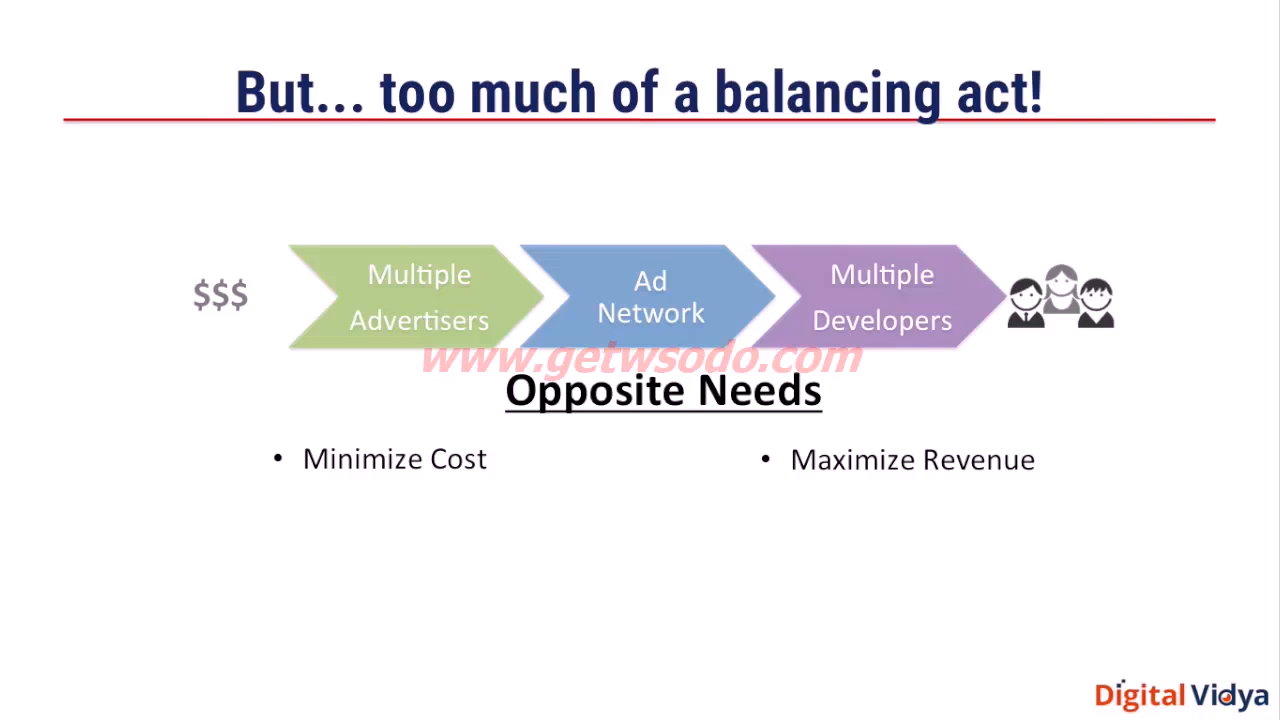 But... too much of a balancing act!
$$$
Multiple
Advertisers
Ad
Network
Multiple
Developers
www.getwsodo.com
Opposite Needs
• Minimize Cost
• Maximize Revenue
Digital Vidya